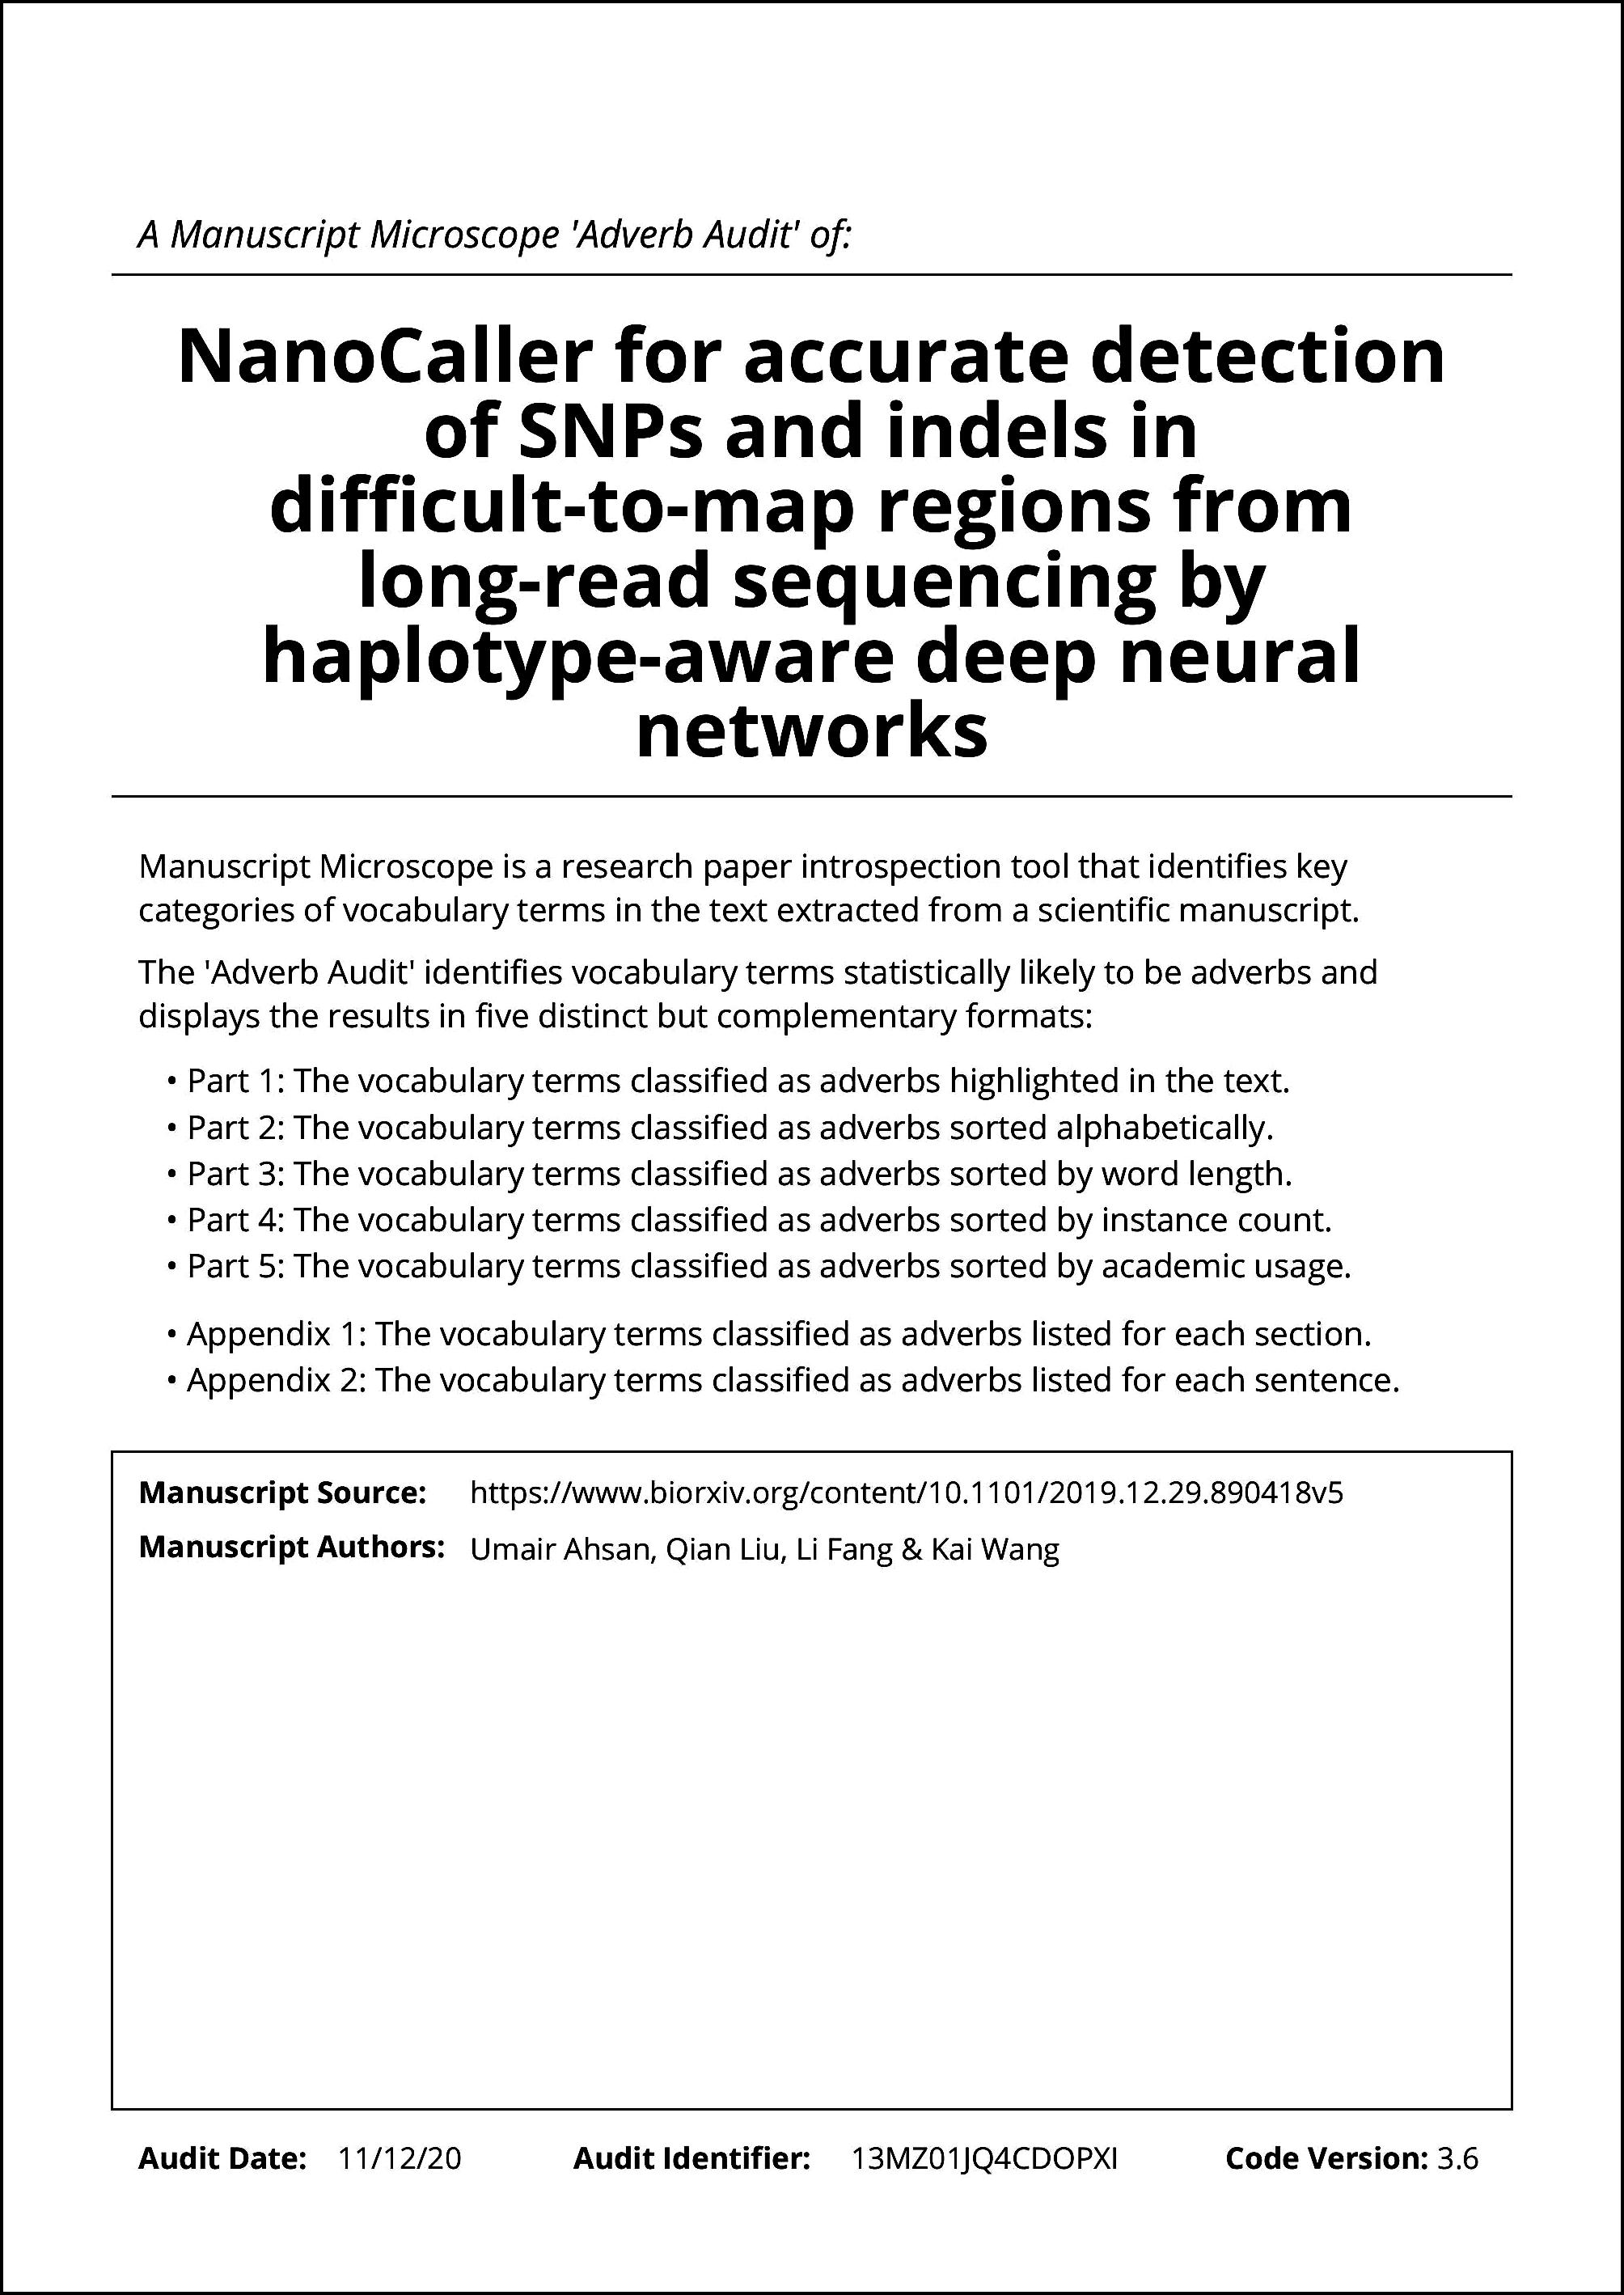 A Manuscript Microscope 'Adverb Audit' of:
NanoCaller for accurate detection
of SNPs and indels in
difficult-to-map regions from
long-read sequencing by
haplotype-aware deep neural
networks
Manuscript Microscope is a research paper introspection tool that identifies key
categories of vocabulary terms in the text extracted from a scientific manuscript.
The 'Adverb Audit' identifies vocabulary terms statistically likely to be adverbs and
displays the results in five distinct but complementary formats:
• Part 1: The vocabulary terms classified as adverbs highlighted in the text.
• Part 2: The vocabulary terms classified as adverbs sorted alphabetically.
• Part 3: The vocabulary terms classified as adverbs sorted by word length.
• Part 4: The vocabulary terms classified as adverbs sorted by instance count.
• Part 5: The vocabulary terms classified as adverbs sorted by academic usage.
• Appendix 1: The vocabulary terms classified as adverbs listed for each section.
• Appendix 2: The vocabulary terms classified as adverbs listed for each sentence.
Manuscript Source: https://www.biorxiv.org/content/10.1101/2019.12.29.890418v5
Manuscript Authors: Umair Ahsan, Qian Liu, Li Fang & Kai Wang
Audit Date: 11/12/20 Audit Identifier: 13MZ01JQ4CDOPXI Code Version: 3.6